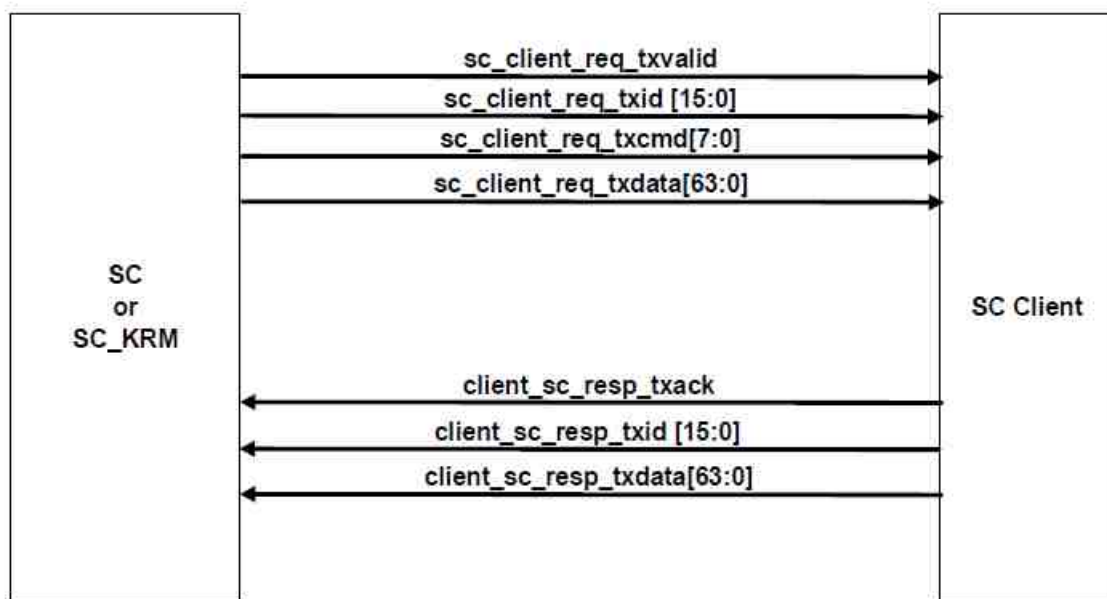 sc_client_req_txvalid
sc_client_req_txid [15:0]
sc_client_req_txcmd[7:0]
sc_client_req_txdata[63:0]
SC
or
SC_KRM
SC Client
client_sc_resp_txack
client_sc_resp_txid [15:0]
client_sc_resp_txdata[63:0]